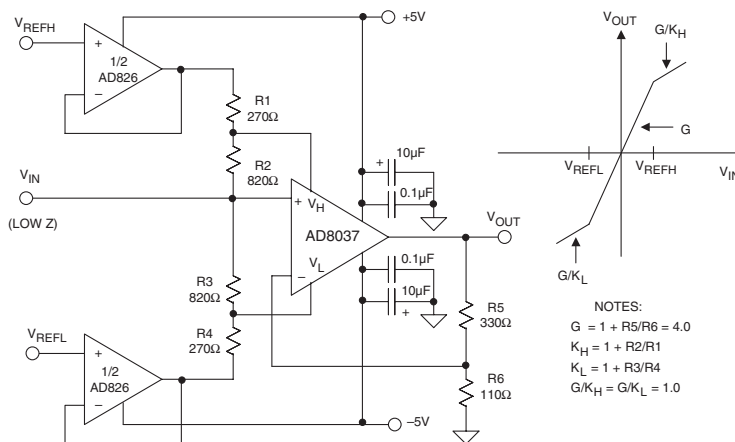 V_REFH
+
−
1/2
AD826
+5V
R1
270Ω
R2
820Ω
V_IN
(LOW Z)
+
−
V_H
AD8037
V_L
+
10µF
0.1µF
V_OUT
0.1µF
10µF
+
R3
820Ω
R4
270Ω
R5
330Ω
R6
110Ω
V_REFL
+
−
1/2
AD826
−5V
V_OUT
G/K_H
G
V_REFL
V_REFH
V_IN
G/K_L
NOTES:
G = 1 + R5/R6 = 4.0
K_H = 1 + R2/R1
K_L = 1 + R3/R4
G/K_H = G/K_L = 1.0